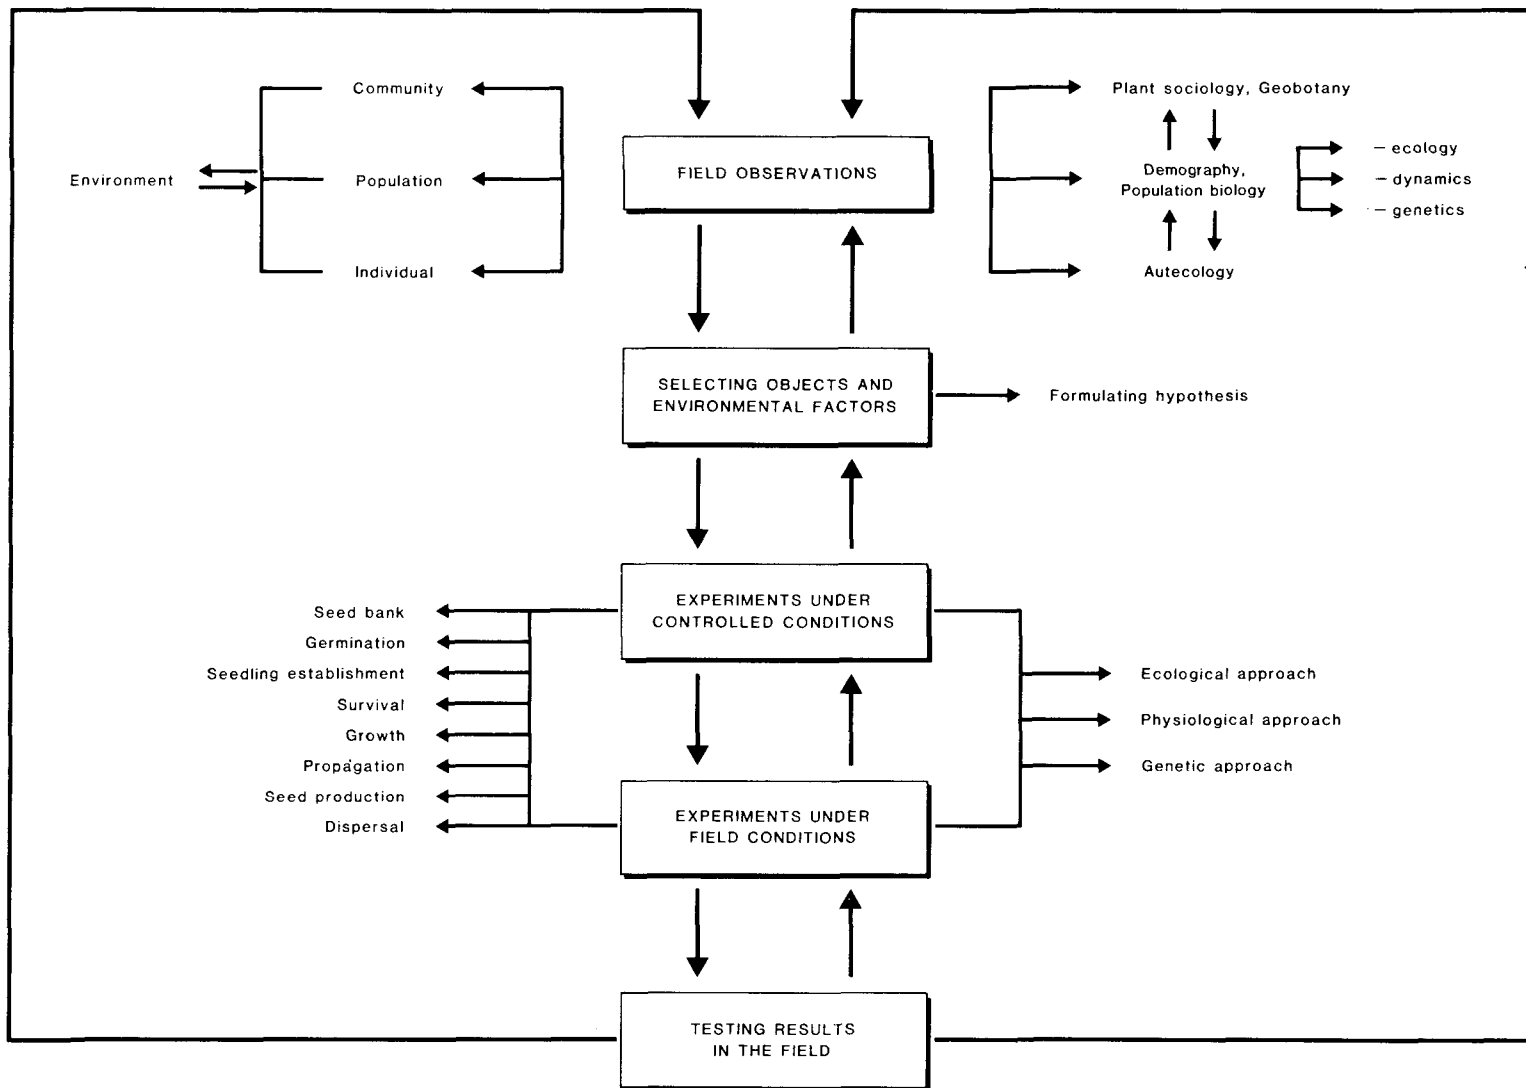 Community
Plant sociology, Geobotany
Environment
Population
FIELD OBSERVATIONS
Demography,
Population biology
– ecology
– dynamics
– genetics
Individual
Autecology
SELECTING OBJECTS AND
ENVIRONMENTAL FACTORS
Formulating hypothesis
EXPERIMENTS UNDER
CONTROLLED CONDITIONS
Seed bank
Germination
Seedling establishment
Survival
Growth
Propagation
Seed production
Dispersal
Ecological approach
Physiological approach
Genetic approach
EXPERIMENTS UNDER
FIELD CONDITIONS
TESTING RESULTS
IN THE FIELD